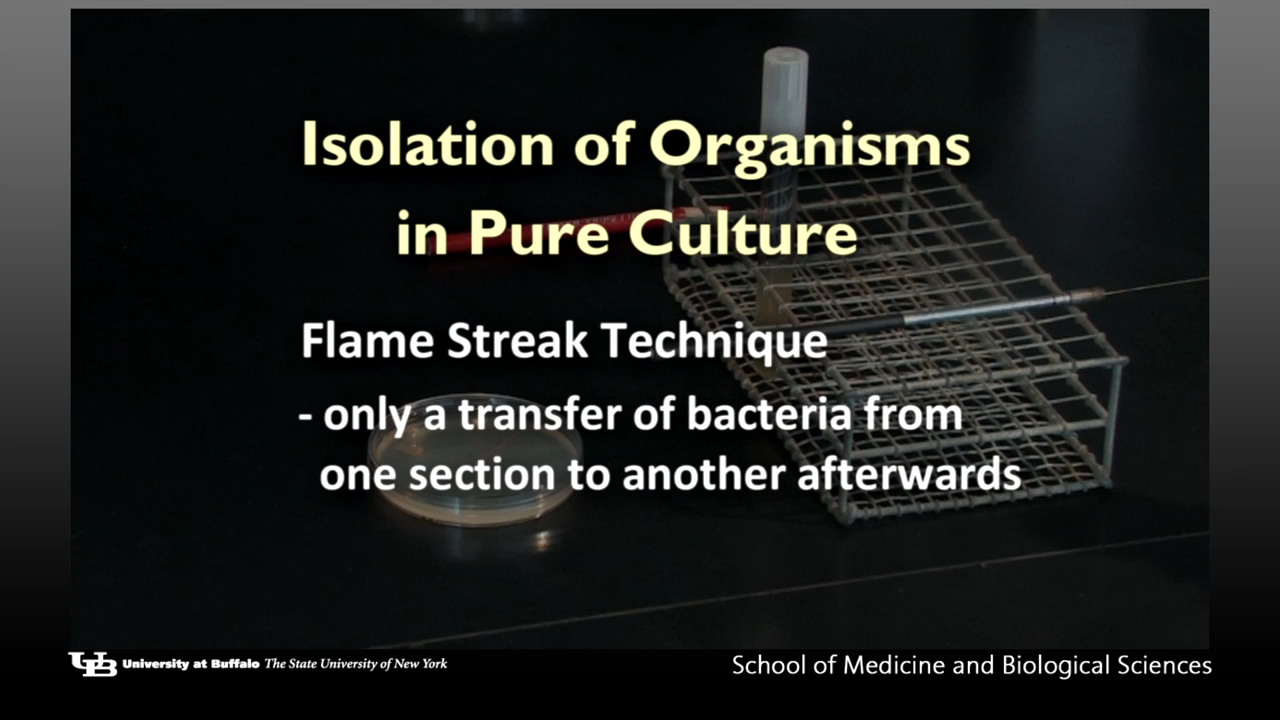 Isolation of Organisms
in Pure Culture
Flame Streak Technique
- only a transfer of bacteria from
one section to another afterwards
UB University at Buffalo The State University of New York
School of Medicine and Biological Sciences